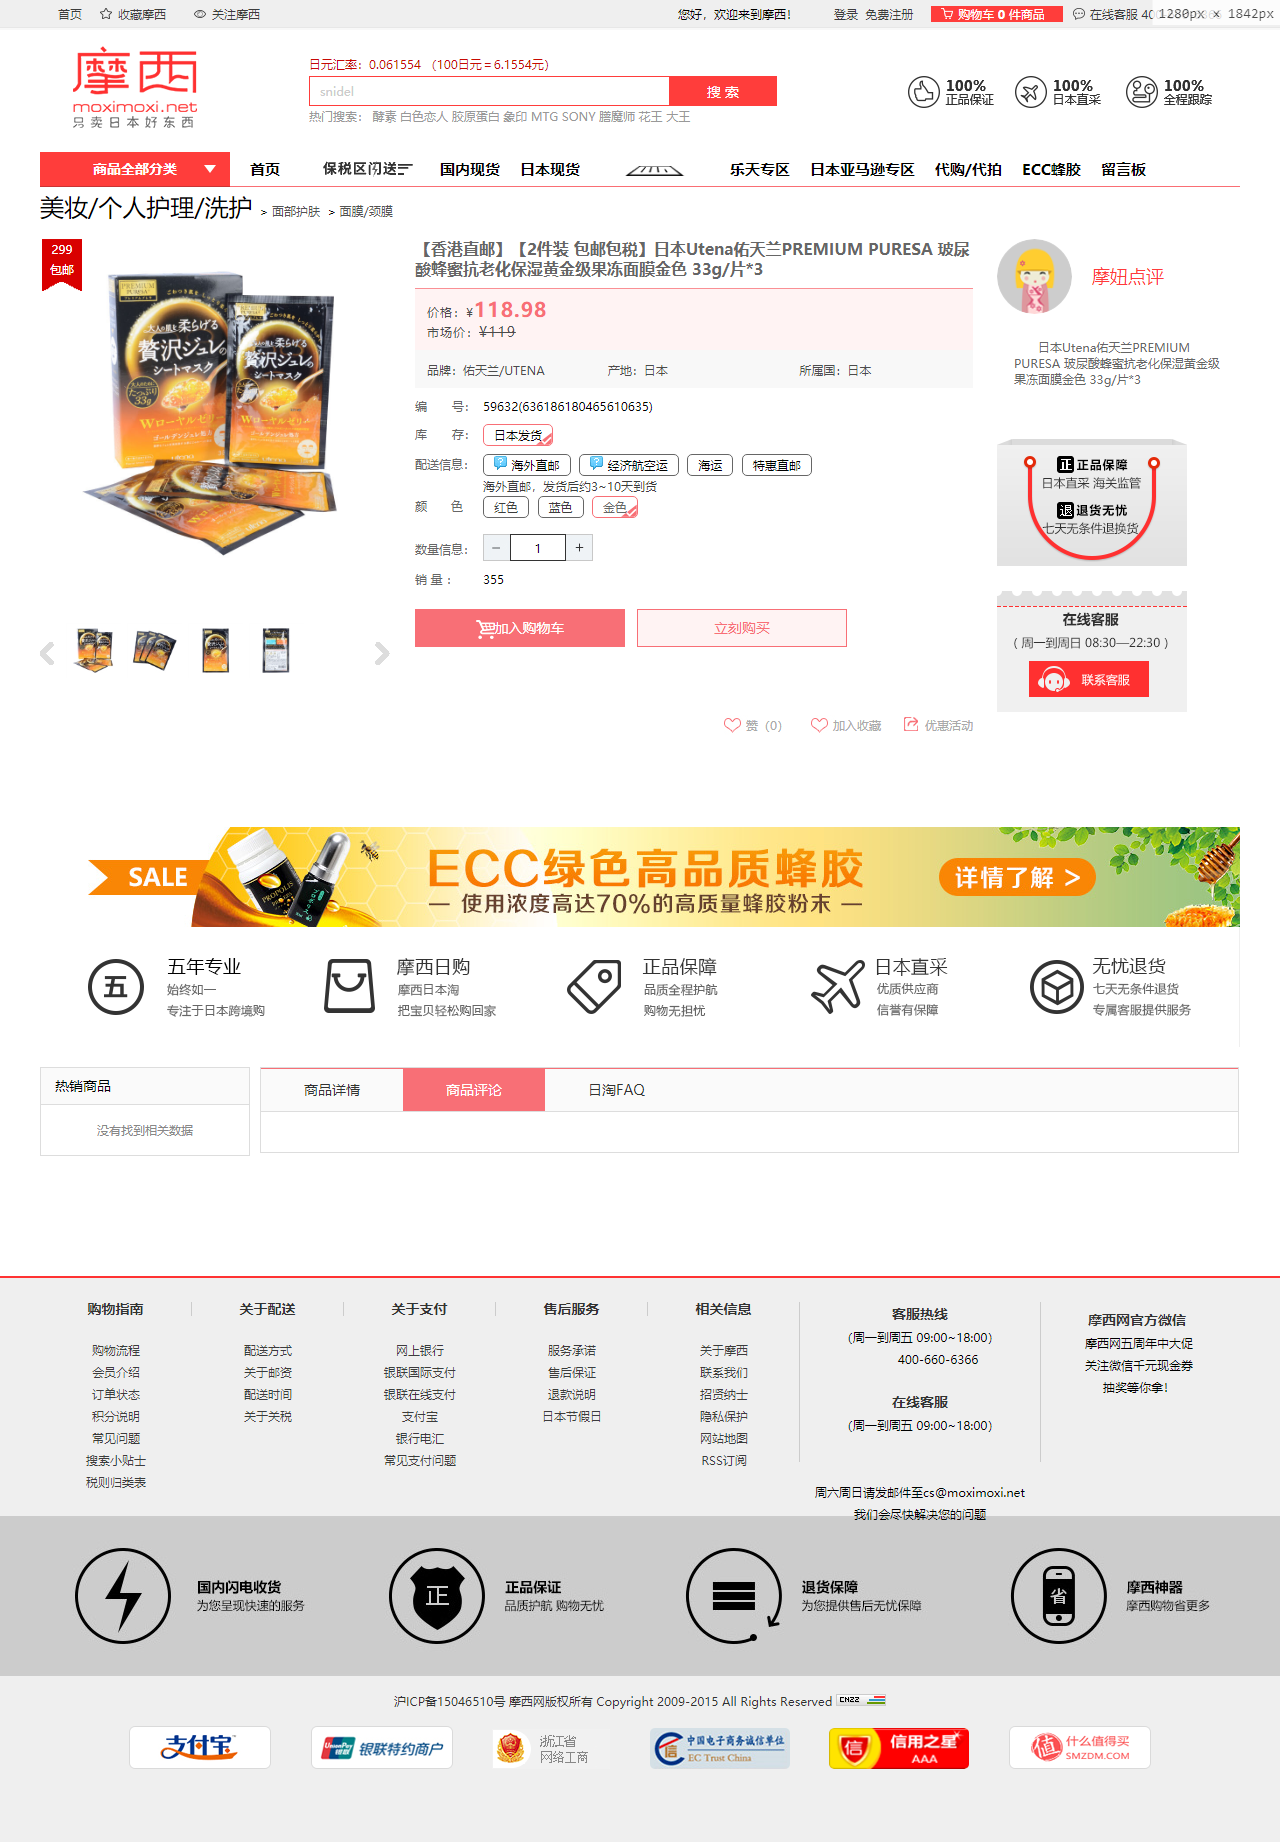 首页 收藏摩西 关注摩西 您好，欢迎来到摩西！ 登录 免费注册 购物车 0 件商品 在线客服 40 1280px × 1842px
摩西
moximoxi.net
只卖日本好东西
日元汇率：0.061554 （100日元=6.1554元）
snidel 搜 索
热门搜索： 酵素 白色恋人 胶原蛋白 象印 MTG SONY 膳魔师 花王 大王
100% 正品保证
100% 日本直采
100% 全程跟踪
商品全部分类 首页 保税区闪送 国内现货 日本现货 乐天专区 日本亚马逊专区 代购/代拍 ECC蜂胶 留言板
美妆/个人护理/洗护 > 面部护肤 > 面膜/颈膜
299
包邮
PREMIUM
PURESA
大人の肌を柔らげる
贅沢ジュレの
シートマスク
たっぷり
33g
Wローヤルゼリー
ゴールデンジュレ
【香港直邮】【2件装 包邮包税】日本Utena佑天兰PREMIUM PURESA 玻尿
酸蜂蜜抗老化保湿黄金级果冻面膜金色 33g/片*3
价格：¥118.98
市场价：¥119
品牌：佑天兰/UTENA 产地：日本 所属国：日本
编 号： 59632(636186180465610635)
库 存： 日本发货
配送信息： 海外直邮 经济航空运 海运 特惠直邮
海外直邮，发货后约3~10天到货
颜 色 红色 蓝色 金色
数量信息： − 1 +
销 量： 355
加入购物车 立刻购买
赞（0） 加入收藏 优惠活动
摩妞点评
日本Utena佑天兰PREMIUM
PURESA 玻尿酸蜂蜜抗老化保湿黄金级
果冻面膜金色 33g/片*3
正 正品保障
日本直采 海关监管
退 退货无忧
七天无条件退换货
在线客服
( 周一到周日 08:30—22:30 )
联系客服
SALE
PROPOLIS
ECC绿色高品质蜂胶
— 使用浓度高达70%的高质量蜂胶粉末 —
详情了解 >
五 五年专业
始终如一
专注于日本跨境购
摩西日购
摩西日本淘
把宝贝轻松购回家
正品保障
品质全程护航
购物无担忧
日本直采
优质供应商
信誉有保障
无忧退货
七天无条件退货
专属客服提供服务
热销商品
没有找到相关数据
商品详情 商品评论 日淘FAQ
购物指南
购物流程
会员介绍
订单状态
积分说明
常见问题
搜索小贴士
税则归类表
关于配送
配送方式
关于邮资
配送时间
关于关税
关于支付
网上银行
银联国际支付
银联在线支付
支付宝
银行电汇
常见支付问题
售后服务
服务承诺
售后保证
退款说明
日本节假日
相关信息
关于摩西
联系我们
招贤纳士
隐私保护
网站地图
RSS订阅
客服热线
(周一到周五 09:00~18:00)
400-660-6366
在线客服
(周一到周五 09:00~18:00)
周六周日请发邮件至cs@moximoxi.net
我们会尽快解决您的问题
摩西网官方微信
摩西网五周年中大促
关注微信千元现金券
抽奖等你拿！
国内闪电收货
为您呈现快速的服务
正 正品保证
品质护航 购物无忧
退货保障
为您提供售后无忧保障
省 摩西神器
摩西购物省更多
沪ICP备15046510号 摩西网版权所有 Copyright 2009-2015 All Rights Reserved CNZZ
支付宝
UnionPay 银联 银联特约商户
浙江省
网络工商
中国电子商务诚信单位
EC Trust China
信 信用之星
AAA
值 什么值得买
SMZDM.COM